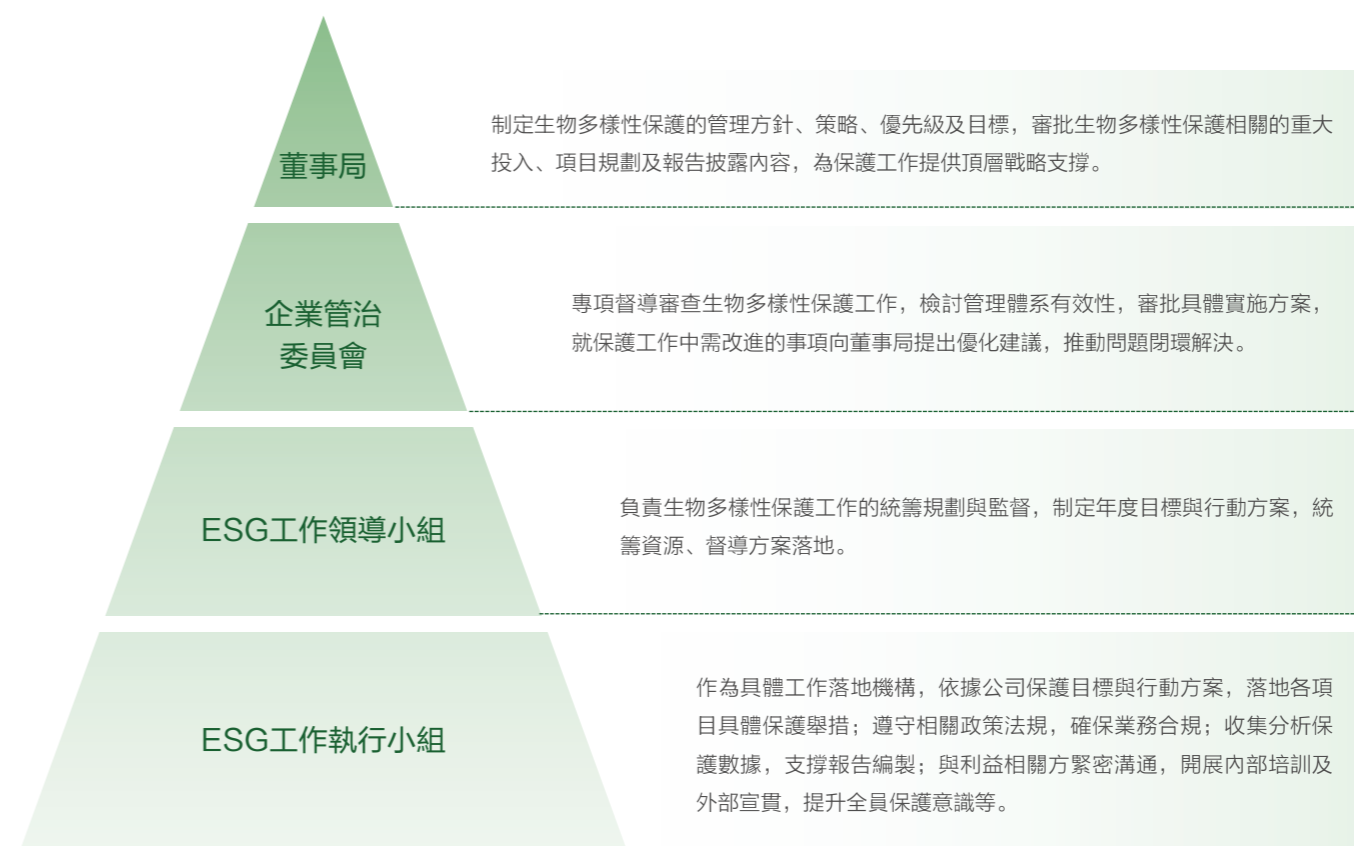 董事局
制定生物多樣性保護的管理方針、策略、優先級及目標，審批生物多樣性保護相關的重大
投入、項目規劃及報告披露內容，為保護工作提供頂層戰略支撐。
企業管治
委員會
專項督導審查生物多樣性保護工作，檢討管理體系有效性，審批具體實施方案，
就保護工作中需改進的事項向董事局提出優化建議，推動問題閉環解決。
ESG工作領導小組
負責生物多樣性保護工作的統籌規劃與監督，制定年度目標與行動方案，統
籌資源、督導方案落地。
ESG工作執行小組
作為具體工作落地機構，依據公司保護目標與行動方案，落地各項
目具體保護舉措；遵守相關政策法規，確保業務合規；收集分析保
護數據，支撐報告編製；與利益相關方緊密溝通，開展內部培訓及
外部宣貫，提升全員保護意識等。